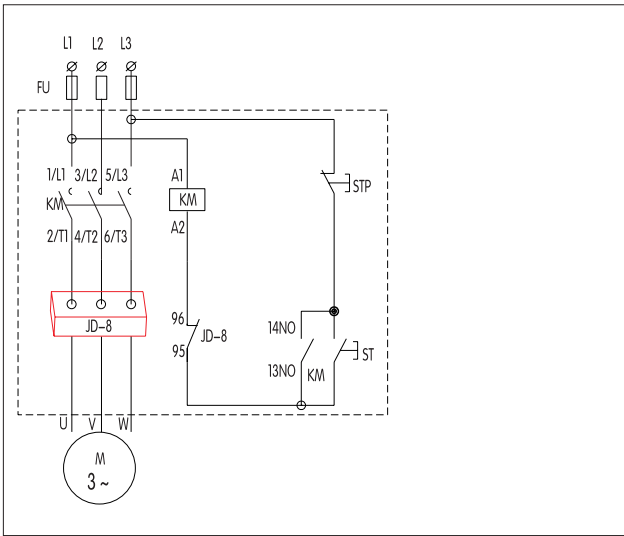 L1 L2 L3
FU
1/L1 3/L2 5/L3
A1
STP
KM
KM
A2
2/T1 4/T2 6/T3
96
14NO
JD-8
JD-8
95
ST
13NO
KM
U V W
M
3 ~